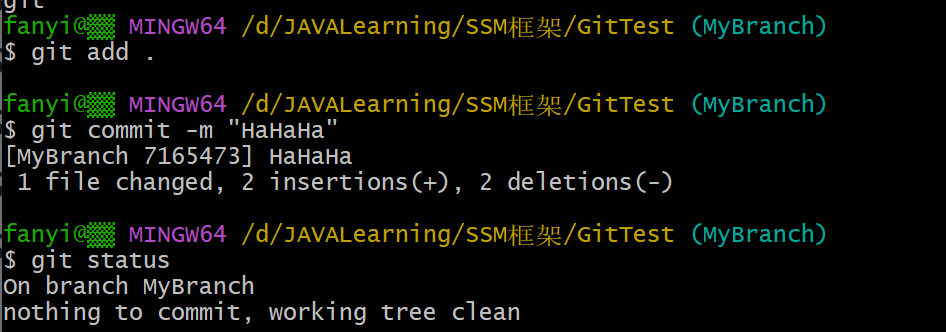 git
fanyi@▒▒ MINGW64 /d/JAVALearning/SSM框架/GitTest (MyBranch)
$ git add .
fanyi@▒▒ MINGW64 /d/JAVALearning/SSM框架/GitTest (MyBranch)
$ git commit -m "HaHaHa"
[MyBranch 7165473] HaHaHa
1 file changed, 2 insertions(+), 2 deletions(-)
fanyi@▒▒ MINGW64 /d/JAVALearning/SSM框架/GitTest (MyBranch)
$ git status
On branch MyBranch
nothing to commit, working tree clean